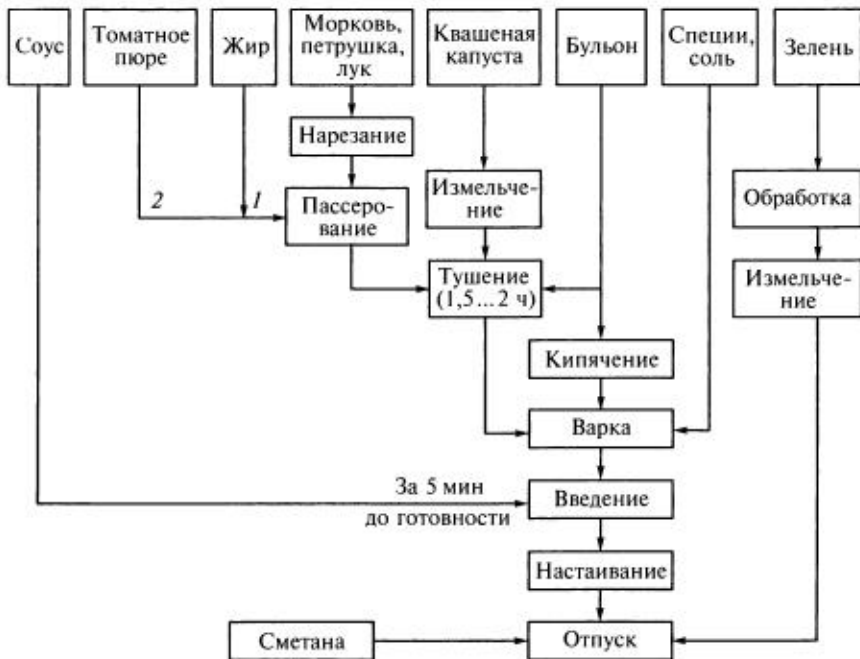 Соус
Томатное
пюре
Жир
Морковь,
петрушка,
лук
Квашеная
капуста
Бульон
Специи,
соль
Зелень
Нарезание
2
1
Пассеро-
вание
Измельче-
ние
Обработка
Тушение
(1,5...2 ч)
Измельче-
ние
Кипячение
Варка
За 5 мин
до готовности
Введение
Настаивание
Сметана
Отпуск